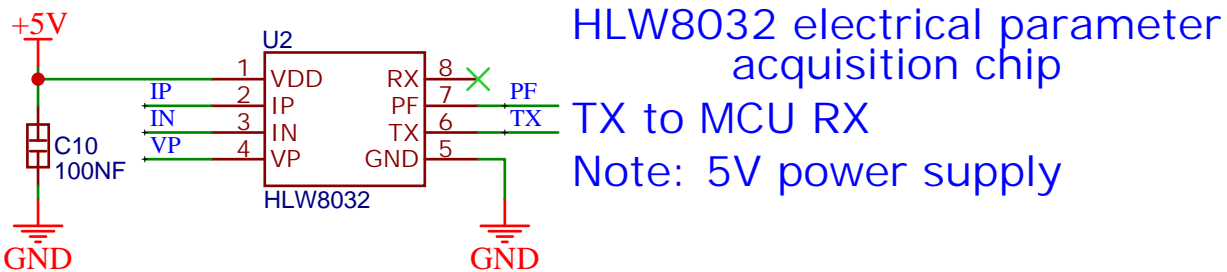 +5V
U2
HLW8032 electrical parameter
acquisition chip
1 VDD RX 8
IP 2 IP PF 7 PF
IN 3 IN TX 6 TX
VP 4 VP GND 5
TX to MCU RX
Note: 5V power supply
C10
100NF
HLW8032
GND
GND